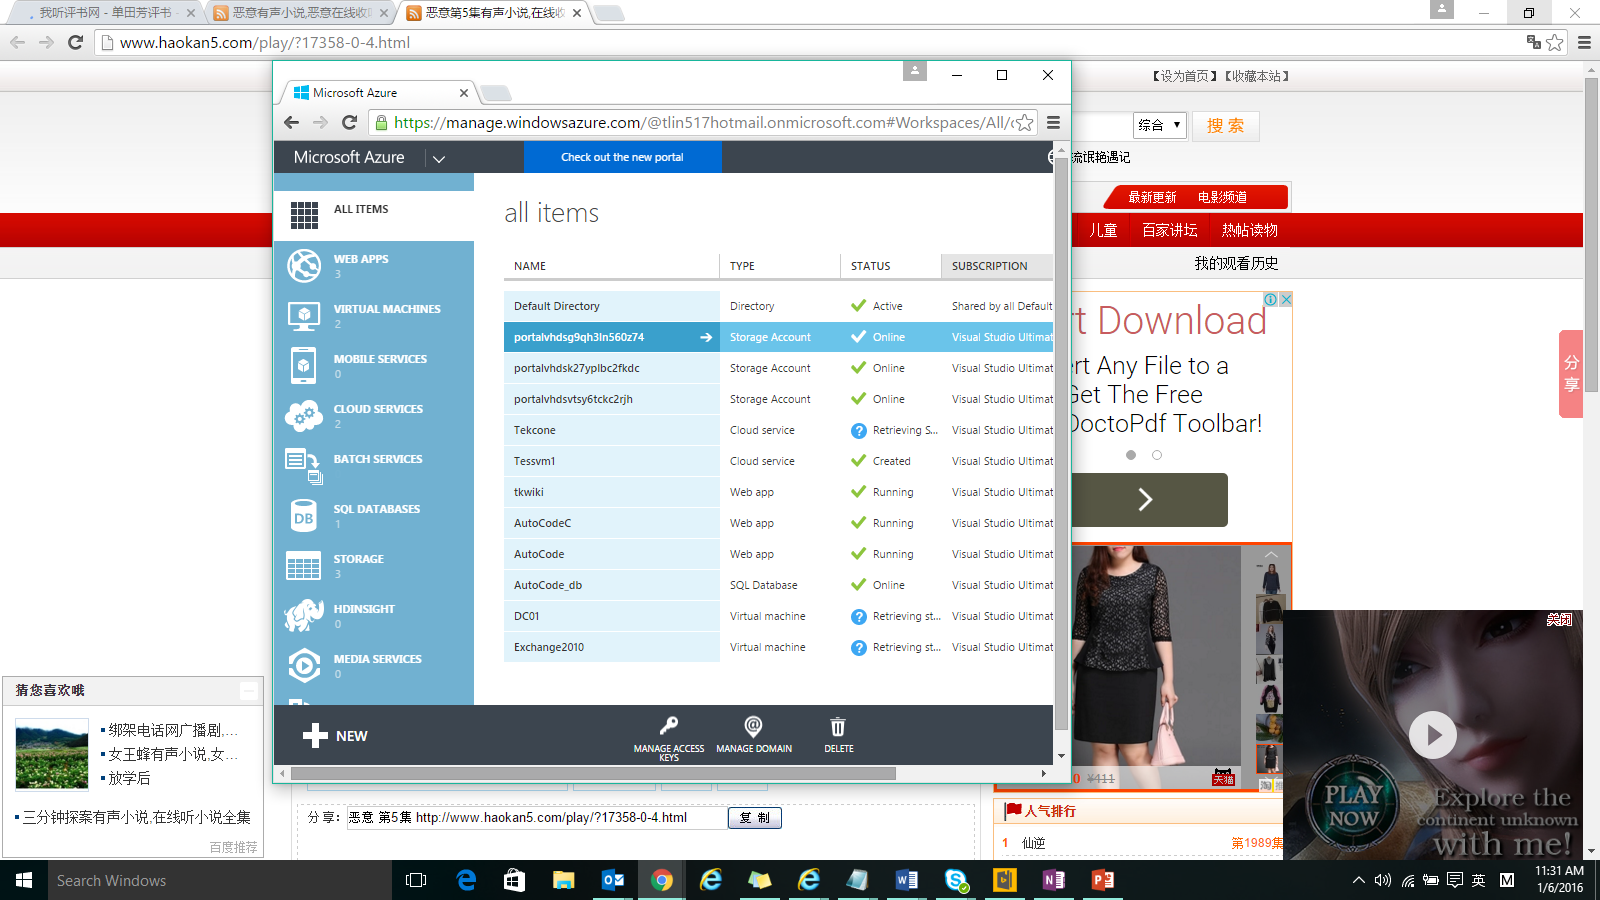 我听评书网 - 单田芳评书 -
恶意有声小说,恶意在线收听
恶意第5集有声小说,在线收
www.haokan5.com/play/?17358-0-4.html
【设为首页】【收藏本站】
综合
搜 索
流氓艳遇记
最新更新 电影频道
儿童 百家讲坛 热帖读物
我的观看历史
Microsoft Azure
https://manage.windowsazure.com/@tlin517hotmail.onmicrosoft.com#Workspaces/All/
Microsoft Azure
Check out the new portal
ALL ITEMS
WEB APPS
3
VIRTUAL MACHINES
2
MOBILE SERVICES
0
CLOUD SERVICES
2
BATCH SERVICES
SQL DATABASES
1
DB
STORAGE
3
HDINSIGHT
0
MEDIA SERVICES
0
all items
NAME TYPE STATUS SUBSCRIPTION
Default Directory Directory Active Shared by all Default
portalvhdsg9qh3ln560z74 Storage Account Online Visual Studio Ultimat
portalvhdsk27yplbc2fkdc Storage Account Online Visual Studio Ultimat
portalvhdsvtsy6tckc2rjh Storage Account Online Visual Studio Ultimat
Tekcone Cloud service Retrieving S... Visual Studio Ultimat
Tessvm1 Cloud service Created Visual Studio Ultimat
tkwiki Web app Running Visual Studio Ultimat
AutoCodeC Web app Running Visual Studio Ultimat
AutoCode Web app Running Visual Studio Ultimat
AutoCode_db SQL Database Online Visual Studio Ultimat
DC01 Virtual machine Retrieving st... Visual Studio Ultimat
Exchange2010 Virtual machine Retrieving st... Visual Studio Ultimat
NEW
MANAGE ACCESS
KEYS
MANAGE DOMAIN
DELETE
rt Download
ert Any File to a
Get The Free
DoctoPdf Toolbar!
分
享
0 ¥411
天猫
关闭
PLAY
NOW
Explore the
continent unknown
with me!
猜您喜欢哦
绑架电话网广播剧,...
女王蜂有声小说,女...
放学后
三分钟探案有声小说,在线听小说全集
百度推荐
分享: 恶意 第5集 http://www.haokan5.com/play/?17358-0-4.html 复 制
人气排行
1 仙逆 第1989集
Search Windows
英
M
11:31 AM
1/6/2016